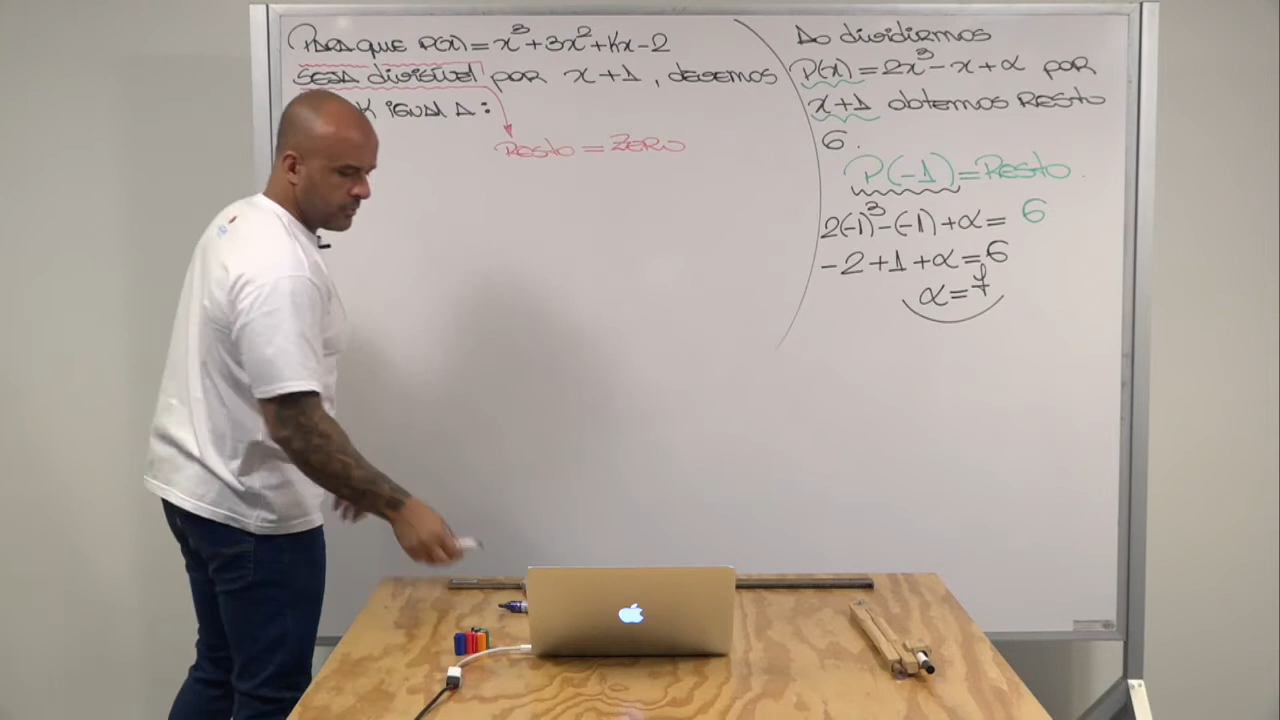 PARA QUE P(x) = x³+3x²+Kx-2
SEJA divisível por x+1, devemos
K igual A:
Resto = Zero
Ao dividirmos
P(x) = 2x³-x+α por
x+1 obtemos Resto
6.
P(-1) = Resto
2(-1)³-(-1)+α = 6
-2+1+α=6
α=7